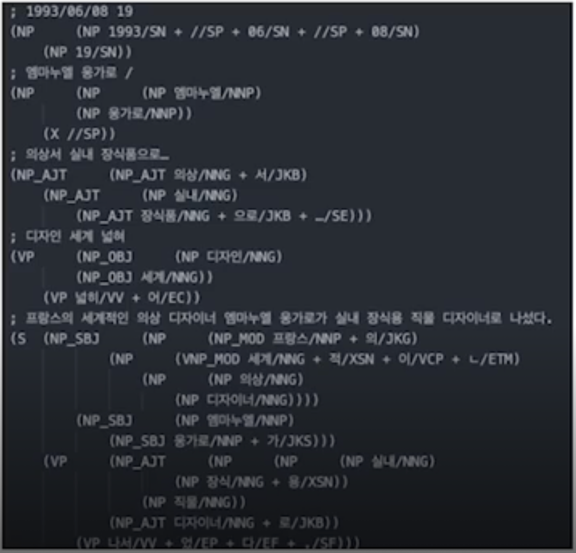 ; 1993/06/08 19
(NP (NP 1993/SN + //SP + 06/SN + //SP + 08/SN)
(NP 19/SN))
; 엠마누엘 웅가로 /
(NP (NP (NP 엠마누엘/NNP)
(NP 웅가로/NNP))
(X //SP))
; 의상서 실내 장식품으로…
(NP_AJT (NP_AJT 의상/NNG + 서/JKB)
(NP_AJT (NP 실내/NNG)
(NP_AJT 장식품/NNG + 으로/JKB + …/SE)))
; 디자인 세계 넓혀
(VP (NP_OBJ (NP 디자인/NNG)
(NP_OBJ 세계/NNG))
(VP 넓히/VV + 어/EC))
; 프랑스의 세계적인 의상 디자이너 엠마누엘 웅가로가 실내 장식용 직물 디자이너로 나섰다.
(S (NP_SBJ (NP (NP_MOD 프랑스/NNP + 의/JKG)
(NP (VNP_MOD 세계/NNG + 적/XSN + 이/VCP + ㄴ/ETM)
(NP (NP 의상/NNG)
(NP 디자이너/NNG))))
(NP_SBJ (NP 엠마누엘/NNP)
(NP_SBJ 웅가로/NNP + 가/JKS)))
(VP (NP_AJT (NP (NP (NP 실내/NNG)
(NP 장식/NNG + 용/XSN))
(NP 직물/NNG))
(NP_AJT 디자이너/NNG + 로/JKB))
(VP 나서/VV + 었/EP + 다/EF + ./SF)))